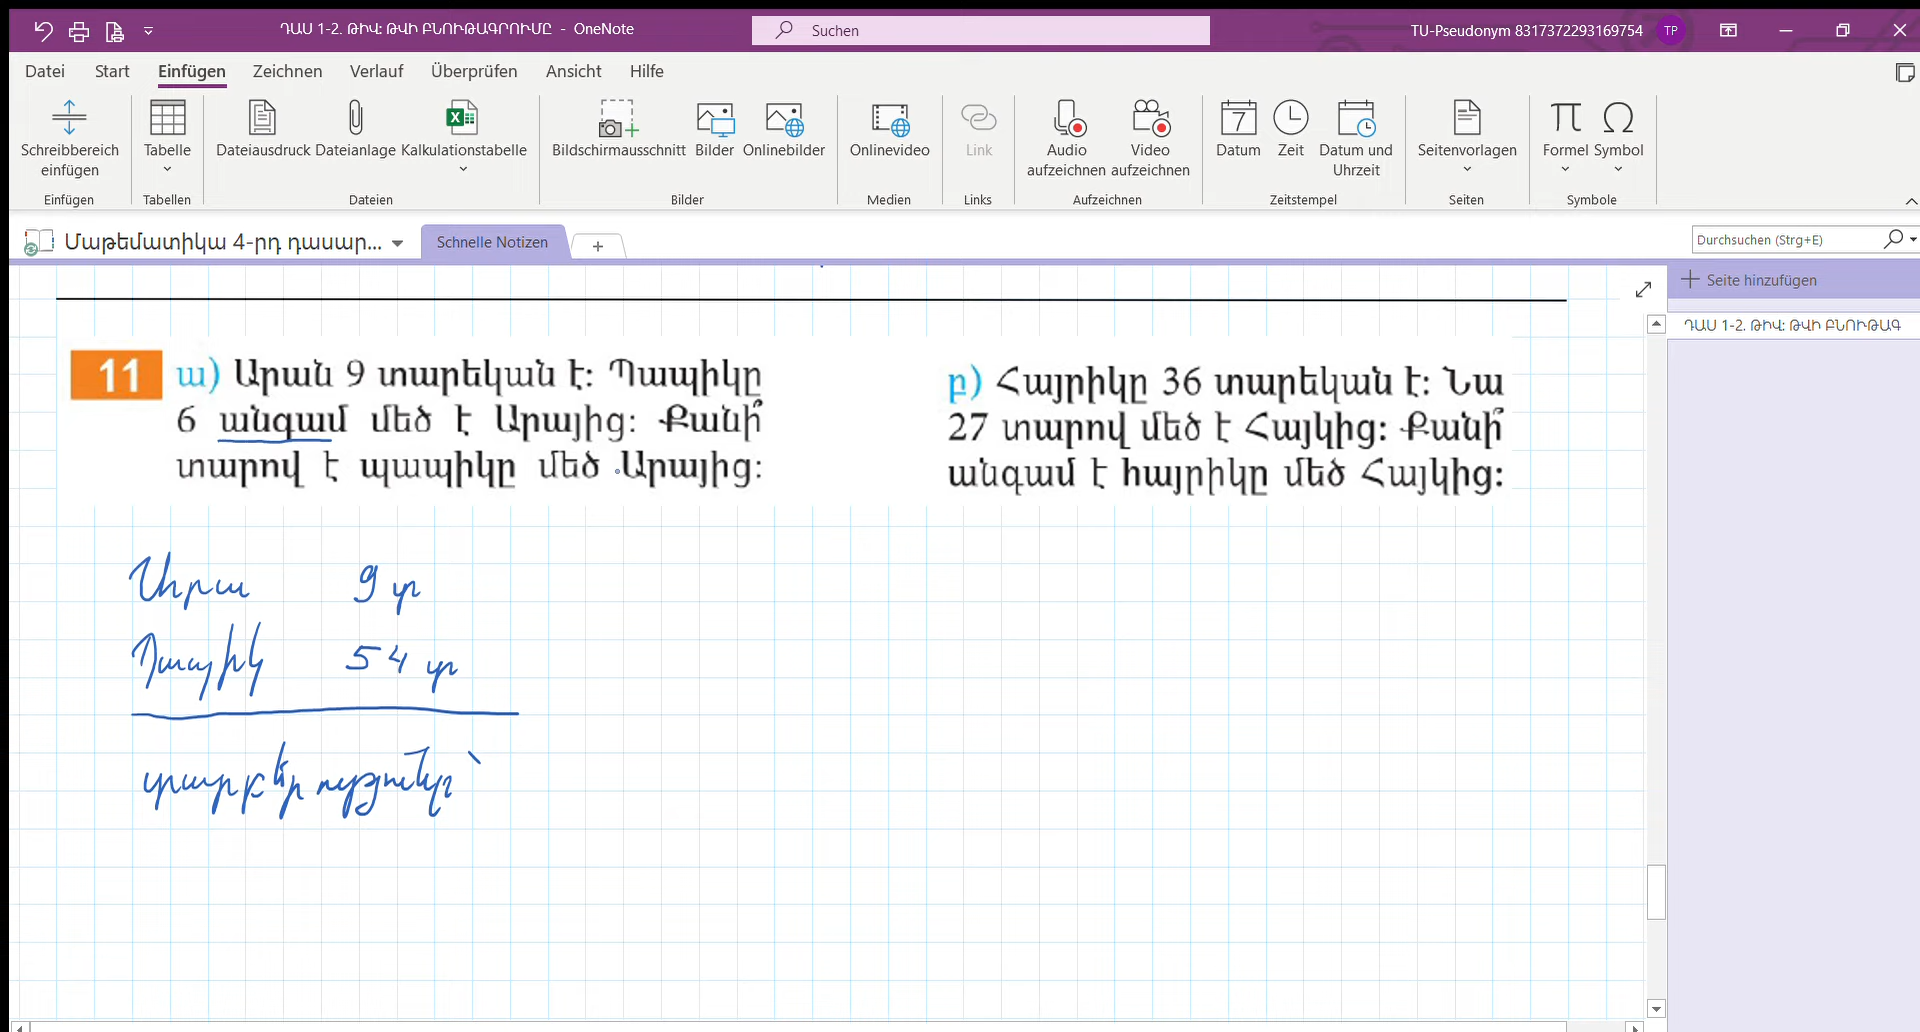 ԴԱՍ 1-2. ԹԻՎ: ԹՎԻ ԲՆՈՒԹԱԳՐՈՒՄԸ - OneNote
Suchen
TU-Pseudonym 8317372293169754
TP
Datei Start Einfügen Zeichnen Verlauf Überprüfen Ansicht Hilfe
Schreibbereich einfügen
Tabelle
Dateiausdruck
Dateianlage
Kalkulationstabelle
Bildschirmausschnitt
Bilder
Onlinebilder
Onlinevideo
Link
Audio aufzeichnen
Video aufzeichnen
7
Datum
Zeit
Datum und Uhrzeit
Seitenvorlagen
Formel
Symbol
Einfügen Tabellen Dateien Bilder Medien Links Aufzeichnen Zeitstempel Seiten Symbole
Մաթեմատիկա 4-րդ դասար...
Schnelle Notizen
Durchsuchen (Strg+E)
Seite hinzufügen
ԴԱՍ 1-2. ԹԻՎ: ԹՎԻ ԲՆՈՒԹԱԳ
11 ա) Արան 9 տարեկան է: Պապիկը
6 անգամ մեծ է Արայից: Քանի՞
տարով է պապիկը մեծ Արայից:
բ) Հայրիկը 36 տարեկան է: Նա
27 տարով մեծ է Հայկից: Քանի՞
անգամ է հայրիկը մեծ Հայկից:
Արա 9 տ
Պապիկ 54 տ
տարբերությունը՝